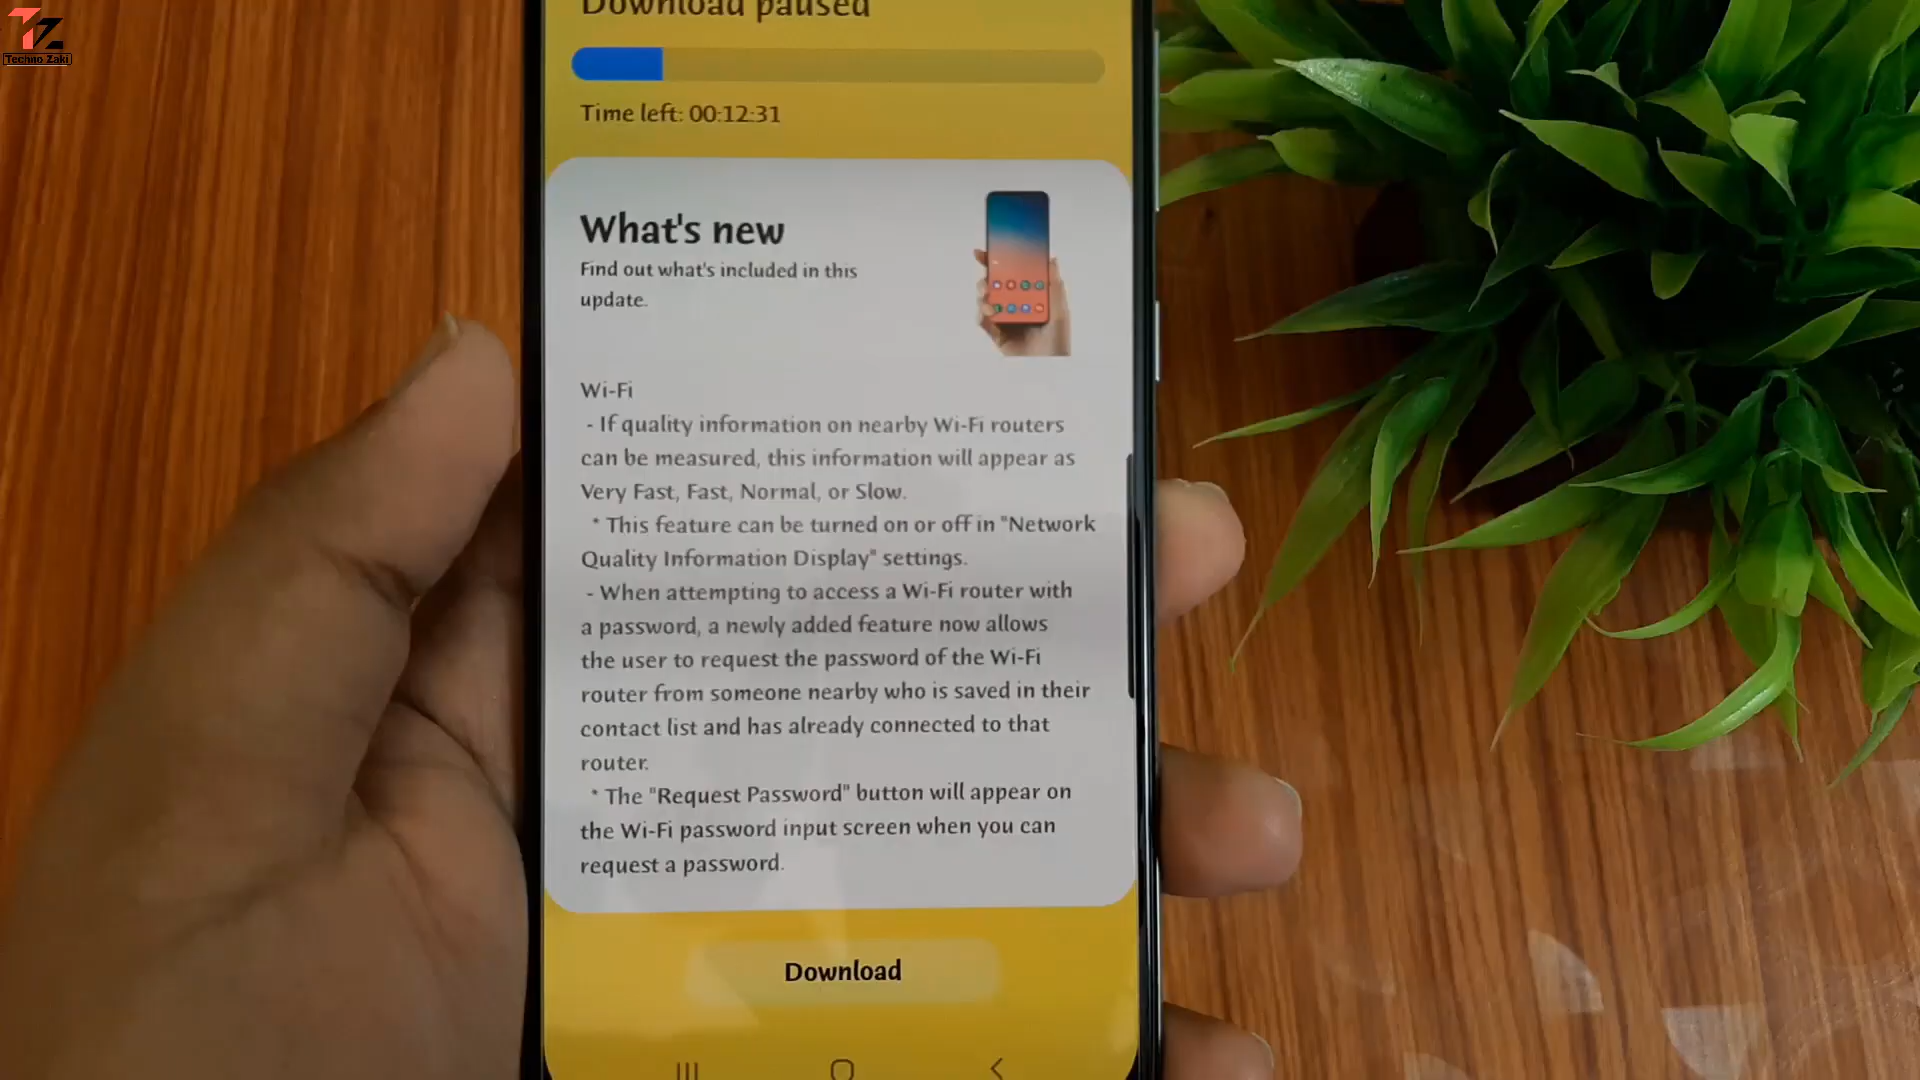 TZ
Techno Zaki
Download paused
Time left: 00:12:31
What's new
Find out what's included in this
update.
Wi-Fi
- If quality information on nearby Wi-Fi routers
can be measured, this information will appear as
Very Fast, Fast, Normal, or Slow.
* This feature can be turned on or off in "Network
Quality Information Display" settings.
- When attempting to access a Wi-Fi router with
a password, a newly added feature now allows
the user to request the password of the Wi-Fi
router from someone nearby who is saved in their
contact list and has already connected to that
router.
* The "Request Password" button will appear on
the Wi-Fi password input screen when you can
request a password.
Download